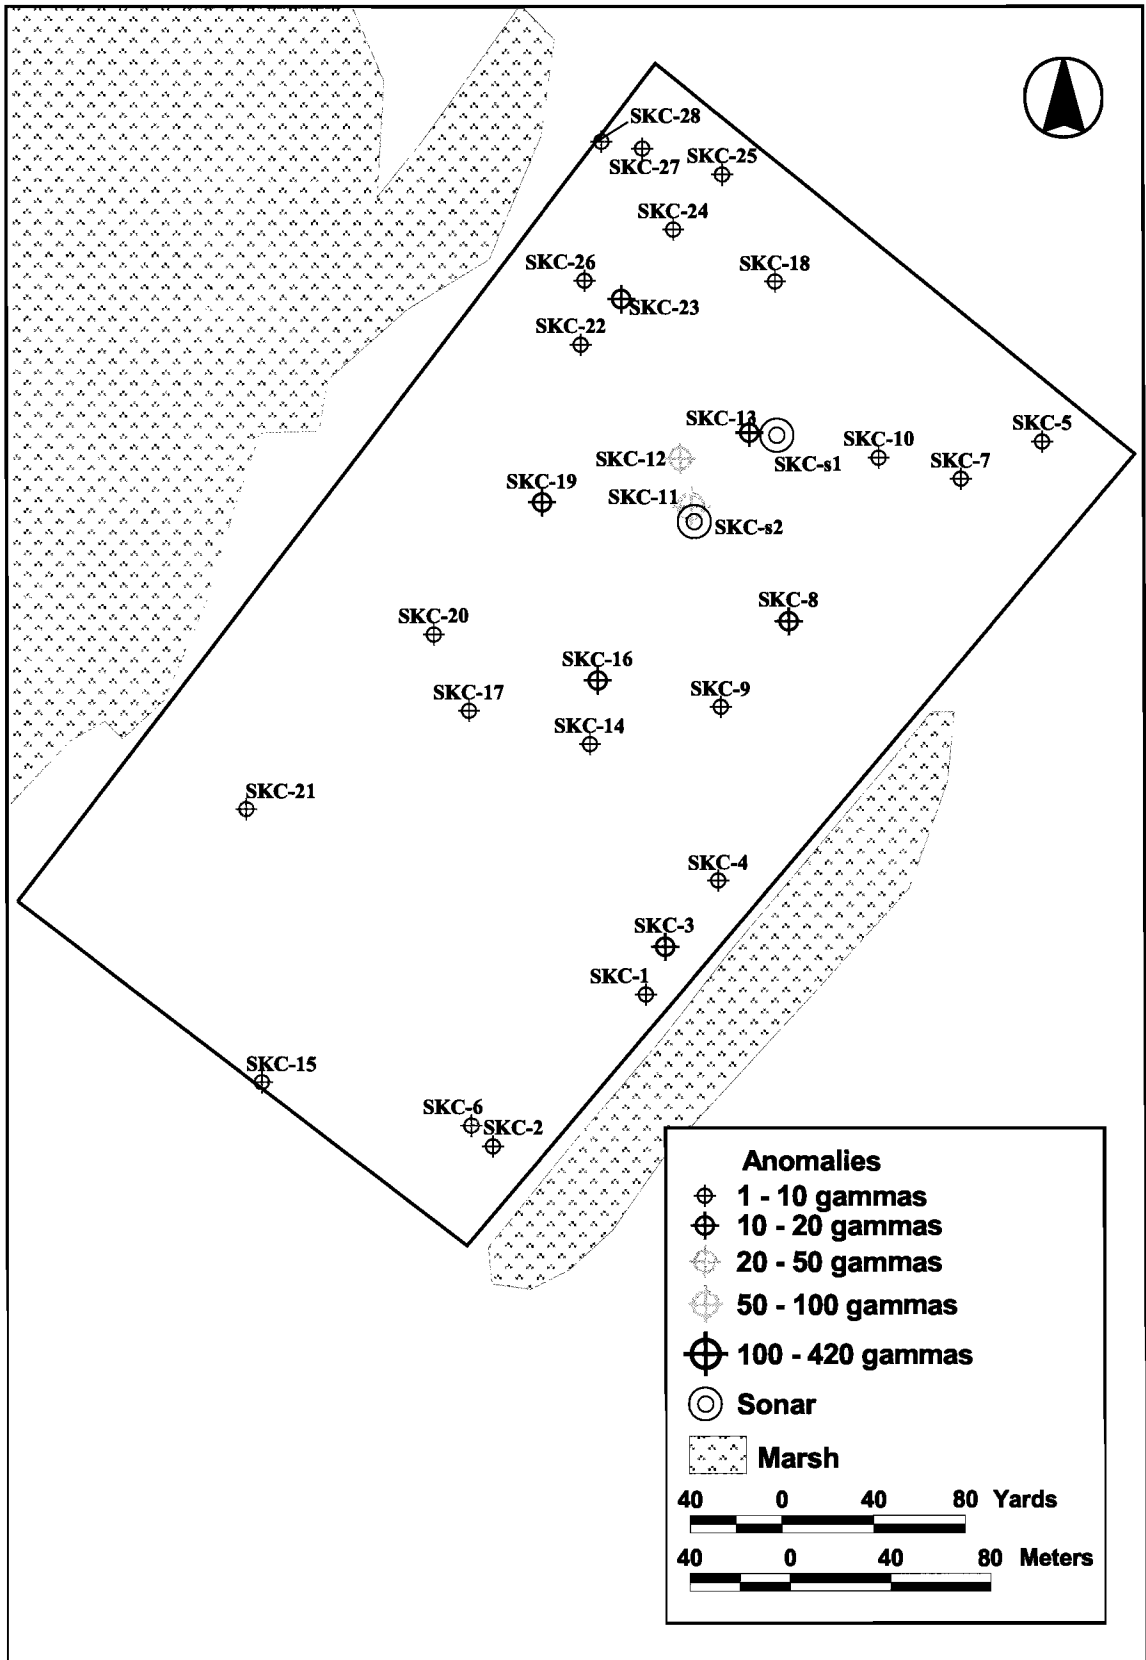 SKC-28
SKC-27
SKC-25
SKC-24
SKC-26
SKC-18
SKC-23
SKC-22
SKC-13
SKC-5
SKC-10
SKC-12
SKC-s1
SKC-7
SKC-19
SKC-11
SKC-s2
SKC-8
SKC-20
SKC-16
SKC-17
SKC-9
SKC-14
SKC-21
SKC-4
SKC-3
SKC-1
SKC-15
SKC-6
SKC-2
Anomalies
1 - 10 gammas
10 - 20 gammas
20 - 50 gammas
50 - 100 gammas
100 - 420 gammas
Sonar
Marsh
40 0 40 80 Yards
40 0 40 80 Meters